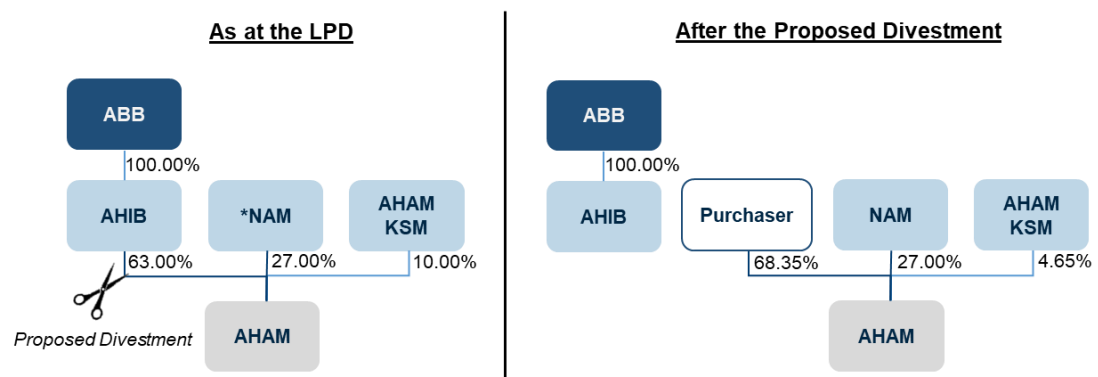 As at the LPD
ABB
100.00%
AHIB
*NAM
AHAM
KSM
63.00%
27.00%
10.00%
Proposed Divestment
AHAM
After the Proposed Divestment
ABB
100.00%
AHIB
Purchaser
NAM
AHAM
KSM
68.35%
27.00%
4.65%
AHAM